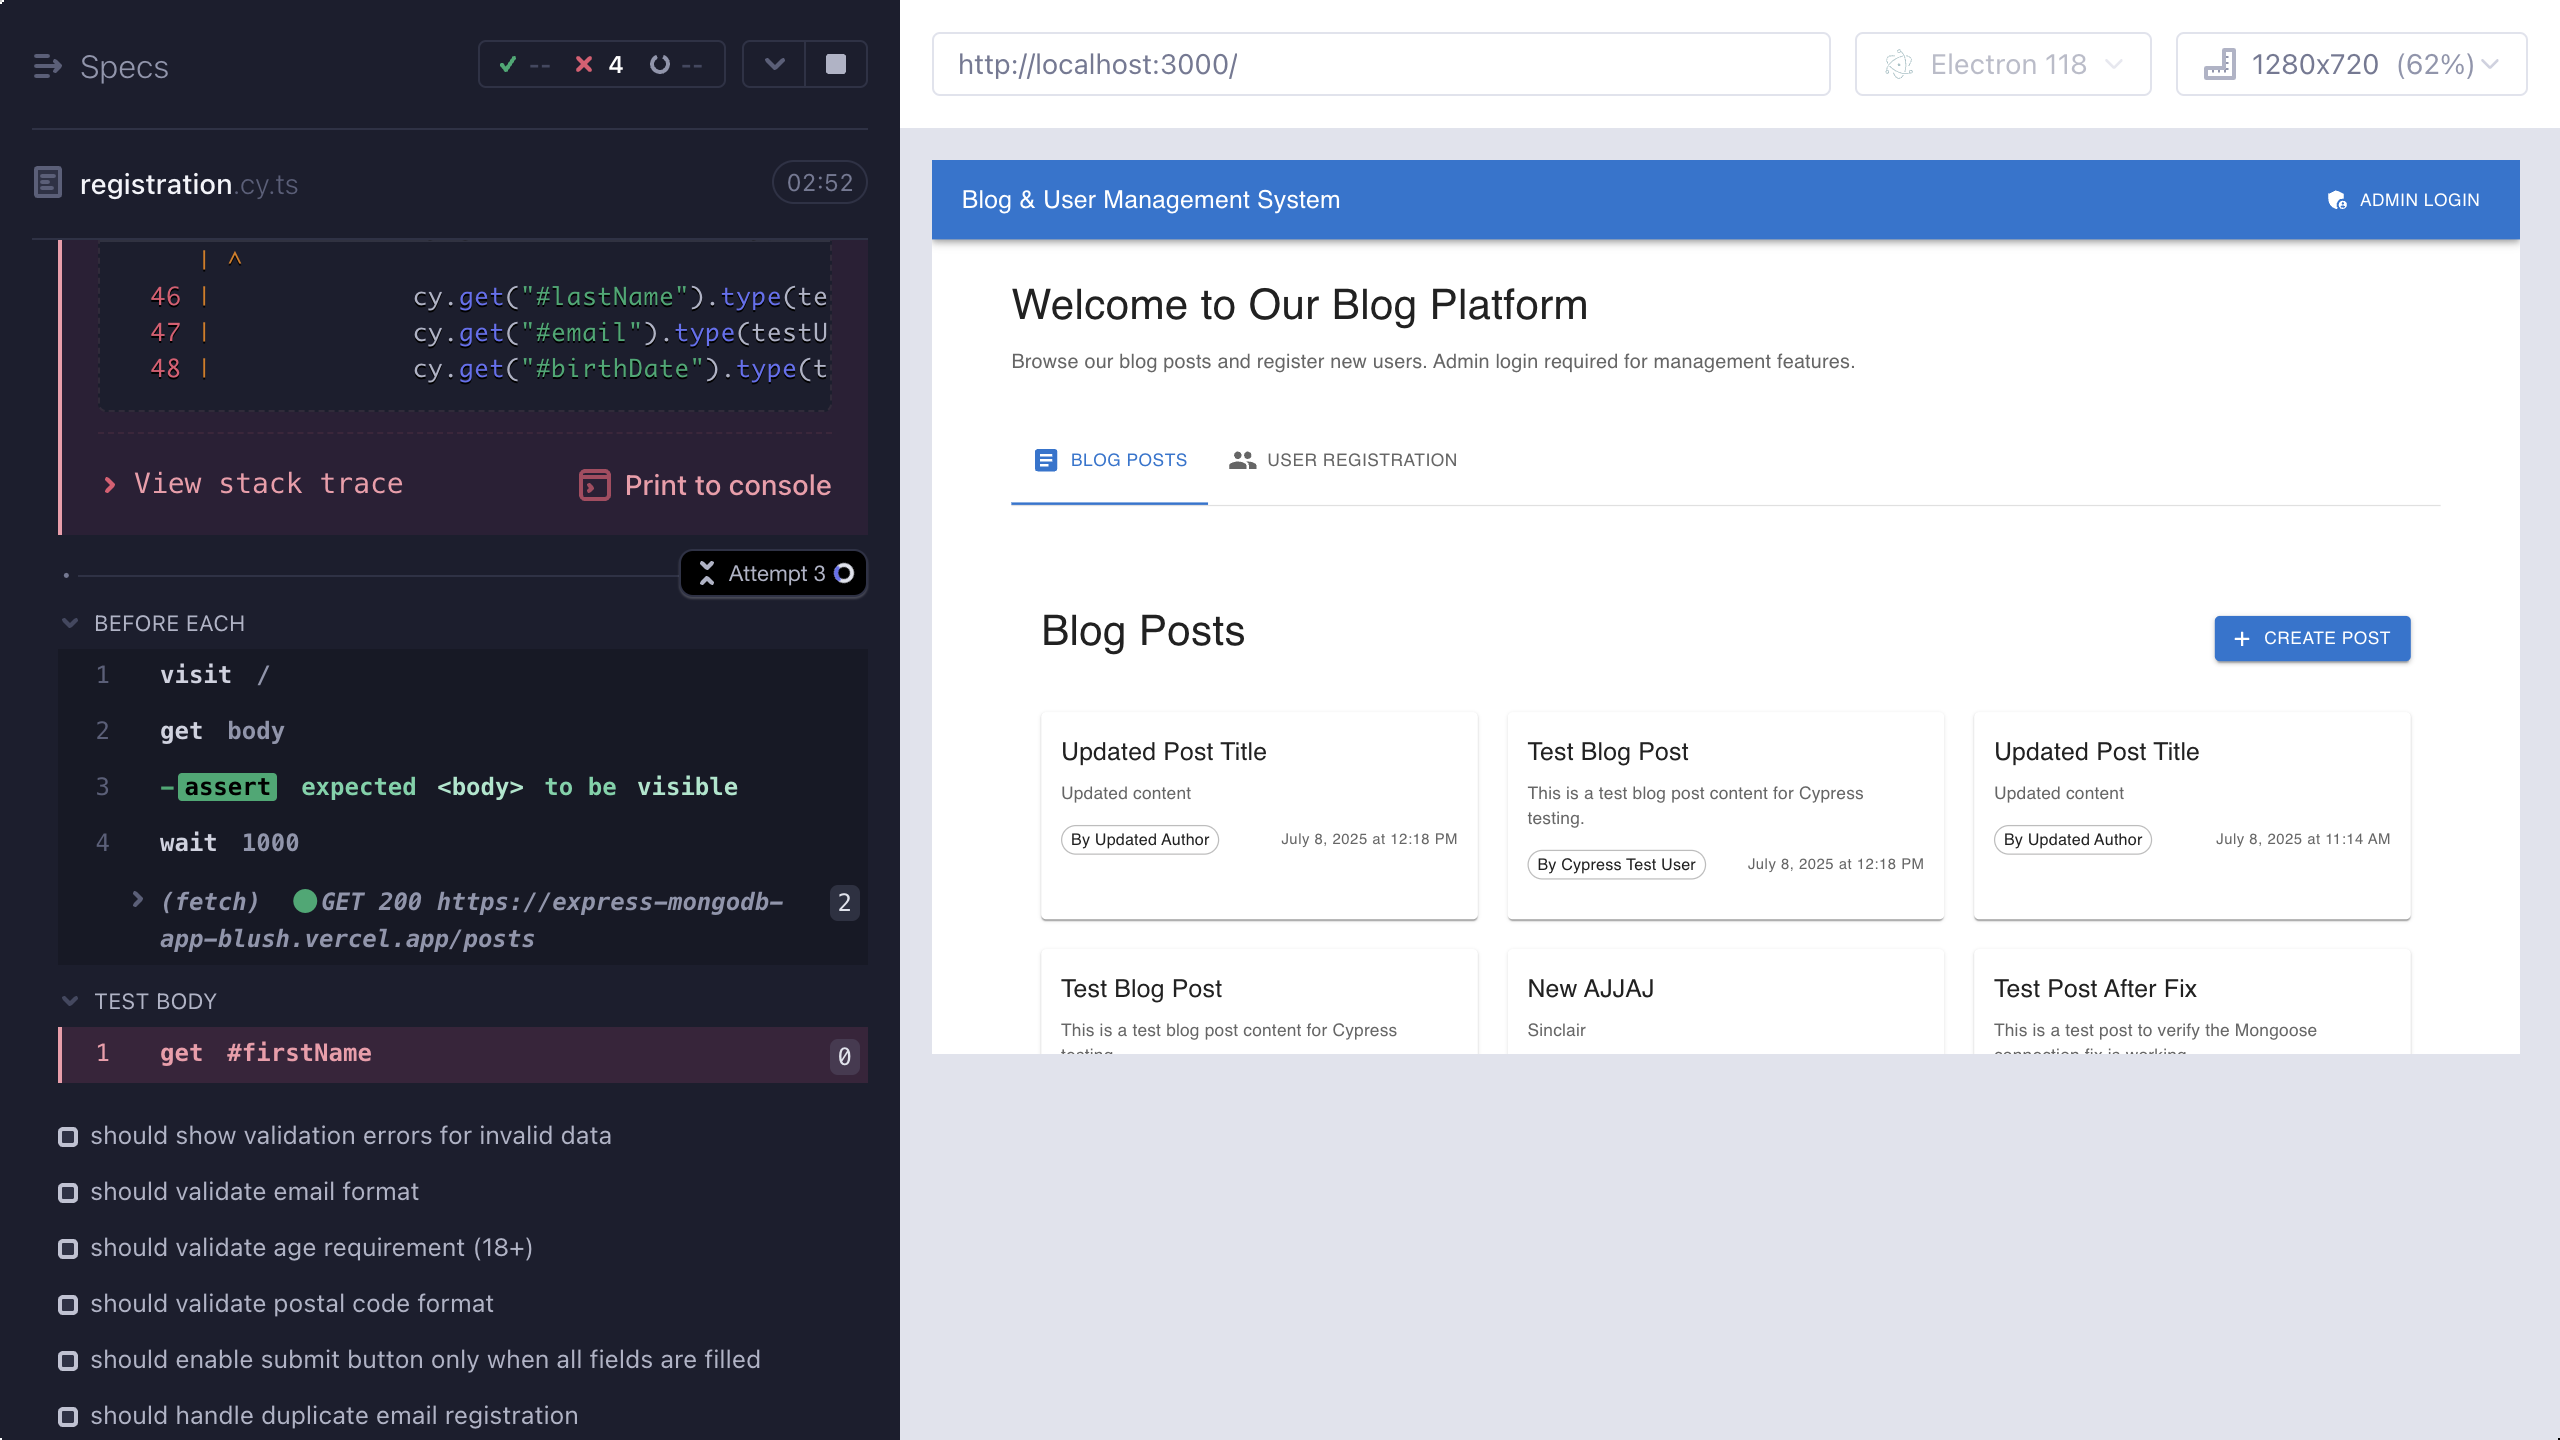 Specs
-- 4 --
registration.cy.ts
02:52
| ^
46 | cy.get("#lastName").type(te
47 | cy.get("#email").type(testU
48 | cy.get("#birthDate").type(t
View stack trace
Print to console
Attempt 3
BEFORE EACH
1 visit /
2 get body
3 -assert expected <body> to be visible
4 wait 1000
(fetch) GET 200 https://express-mongodb-
app-blush.vercel.app/posts
2
TEST BODY
1 get #firstName 0
should show validation errors for invalid data
should validate email format
should validate age requirement (18+)
should validate postal code format
should enable submit button only when all fields are filled
should handle duplicate email registration
http://localhost:3000/
Electron 118
1280x720 (62%)
Blog & User Management System
ADMIN LOGIN
Welcome to Our Blog Platform
Browse our blog posts and register new users. Admin login required for management features.
BLOG POSTS
USER REGISTRATION
Blog Posts
+ CREATE POST
Updated Post Title
Updated content
By Updated Author
July 8, 2025 at 12:18 PM
Test Blog Post
This is a test blog post content for Cypress
testing.
By Cypress Test User
July 8, 2025 at 12:18 PM
Updated Post Title
Updated content
By Updated Author
July 8, 2025 at 11:14 AM
Test Blog Post
This is a test blog post content for Cypress
testing.
New AJJAJ
Sinclair
Test Post After Fix
This is a test post to verify the Mongoose
connection fix is working